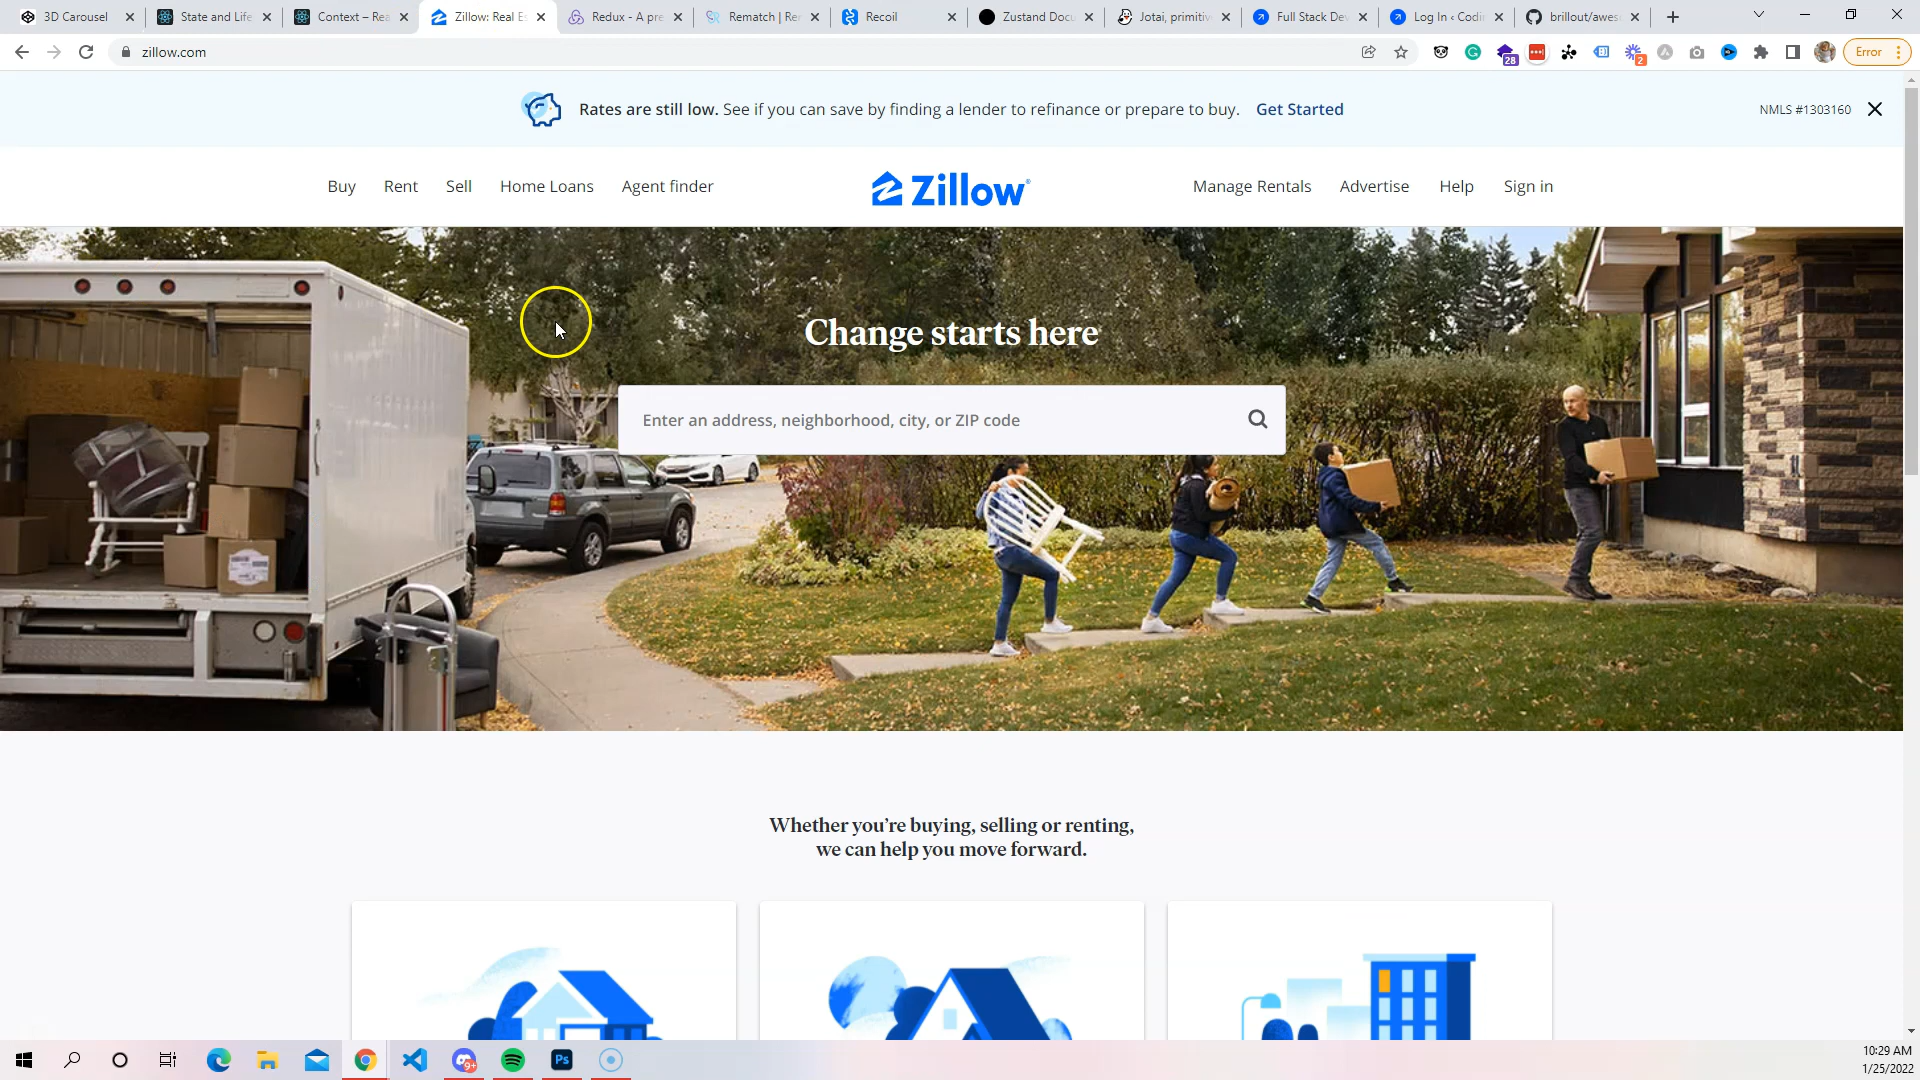 3D Carousel
State and Life
Context – Rea
Zillow: Real Es
Redux - A pre
Rematch | Re
Recoil
Zustand Docu
Jotai, primitiv
Full Stack Dev
Log In ‹ Codi
brillout/awes
zillow.com
28
2
Error
Rates are still low. See if you can save by finding a lender to refinance or prepare to buy. Get Started
NMLS #1303160
Buy Rent Sell Home Loans Agent finder
Zillow
Manage Rentals Advertise Help Sign in
Change starts here
Enter an address, neighborhood, city, or ZIP code
Whether you're buying, selling or renting,
we can help you move forward.
9+
Ps
10:29 AM
1/25/2022